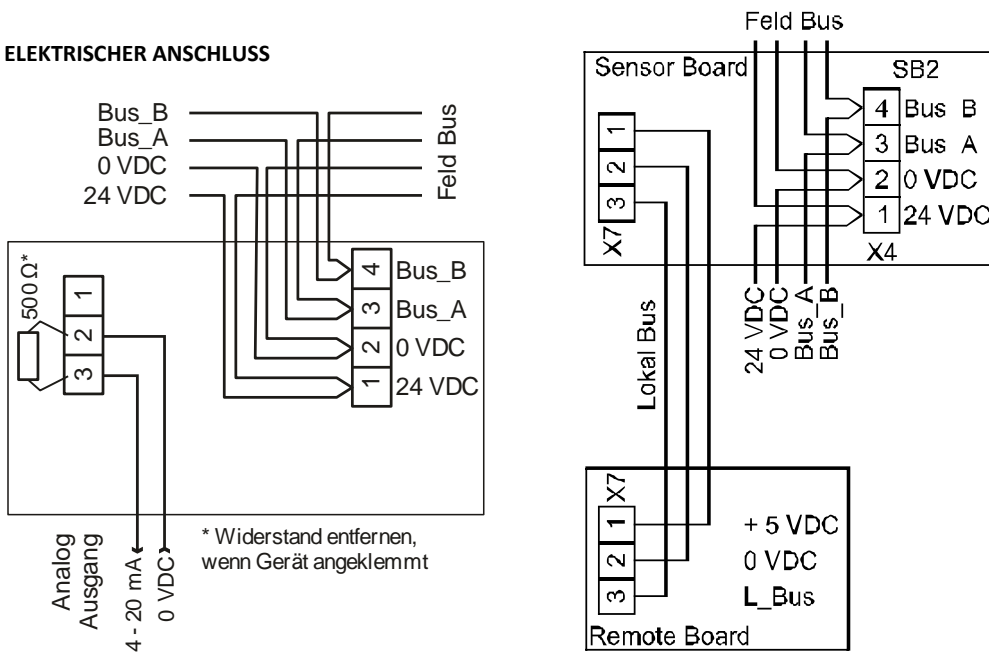 ELEKTRISCHER ANSCHLUSS
Bus_B
Bus_A
0 VDC
24 VDC
Feld Bus
500 Ω*
1
2
3
4
3
2
1
Bus_B
Bus_A
0 VDC
24 VDC
Analog
Ausgang
4 - 20 mA
0 VDC
* Widerstand entfernen,
wenn Gerät angeklemmt
Feld Bus
Sensor Board
SB2
1
2
3
X7
4 Bus B
3 Bus A
2 0 VDC
1 24 VDC
X4
24 VDC
0 VDC
Bus_A
Bus_B
Lokal Bus
X7
1 + 5 VDC
2 0 VDC
3 L_Bus
Remote Board